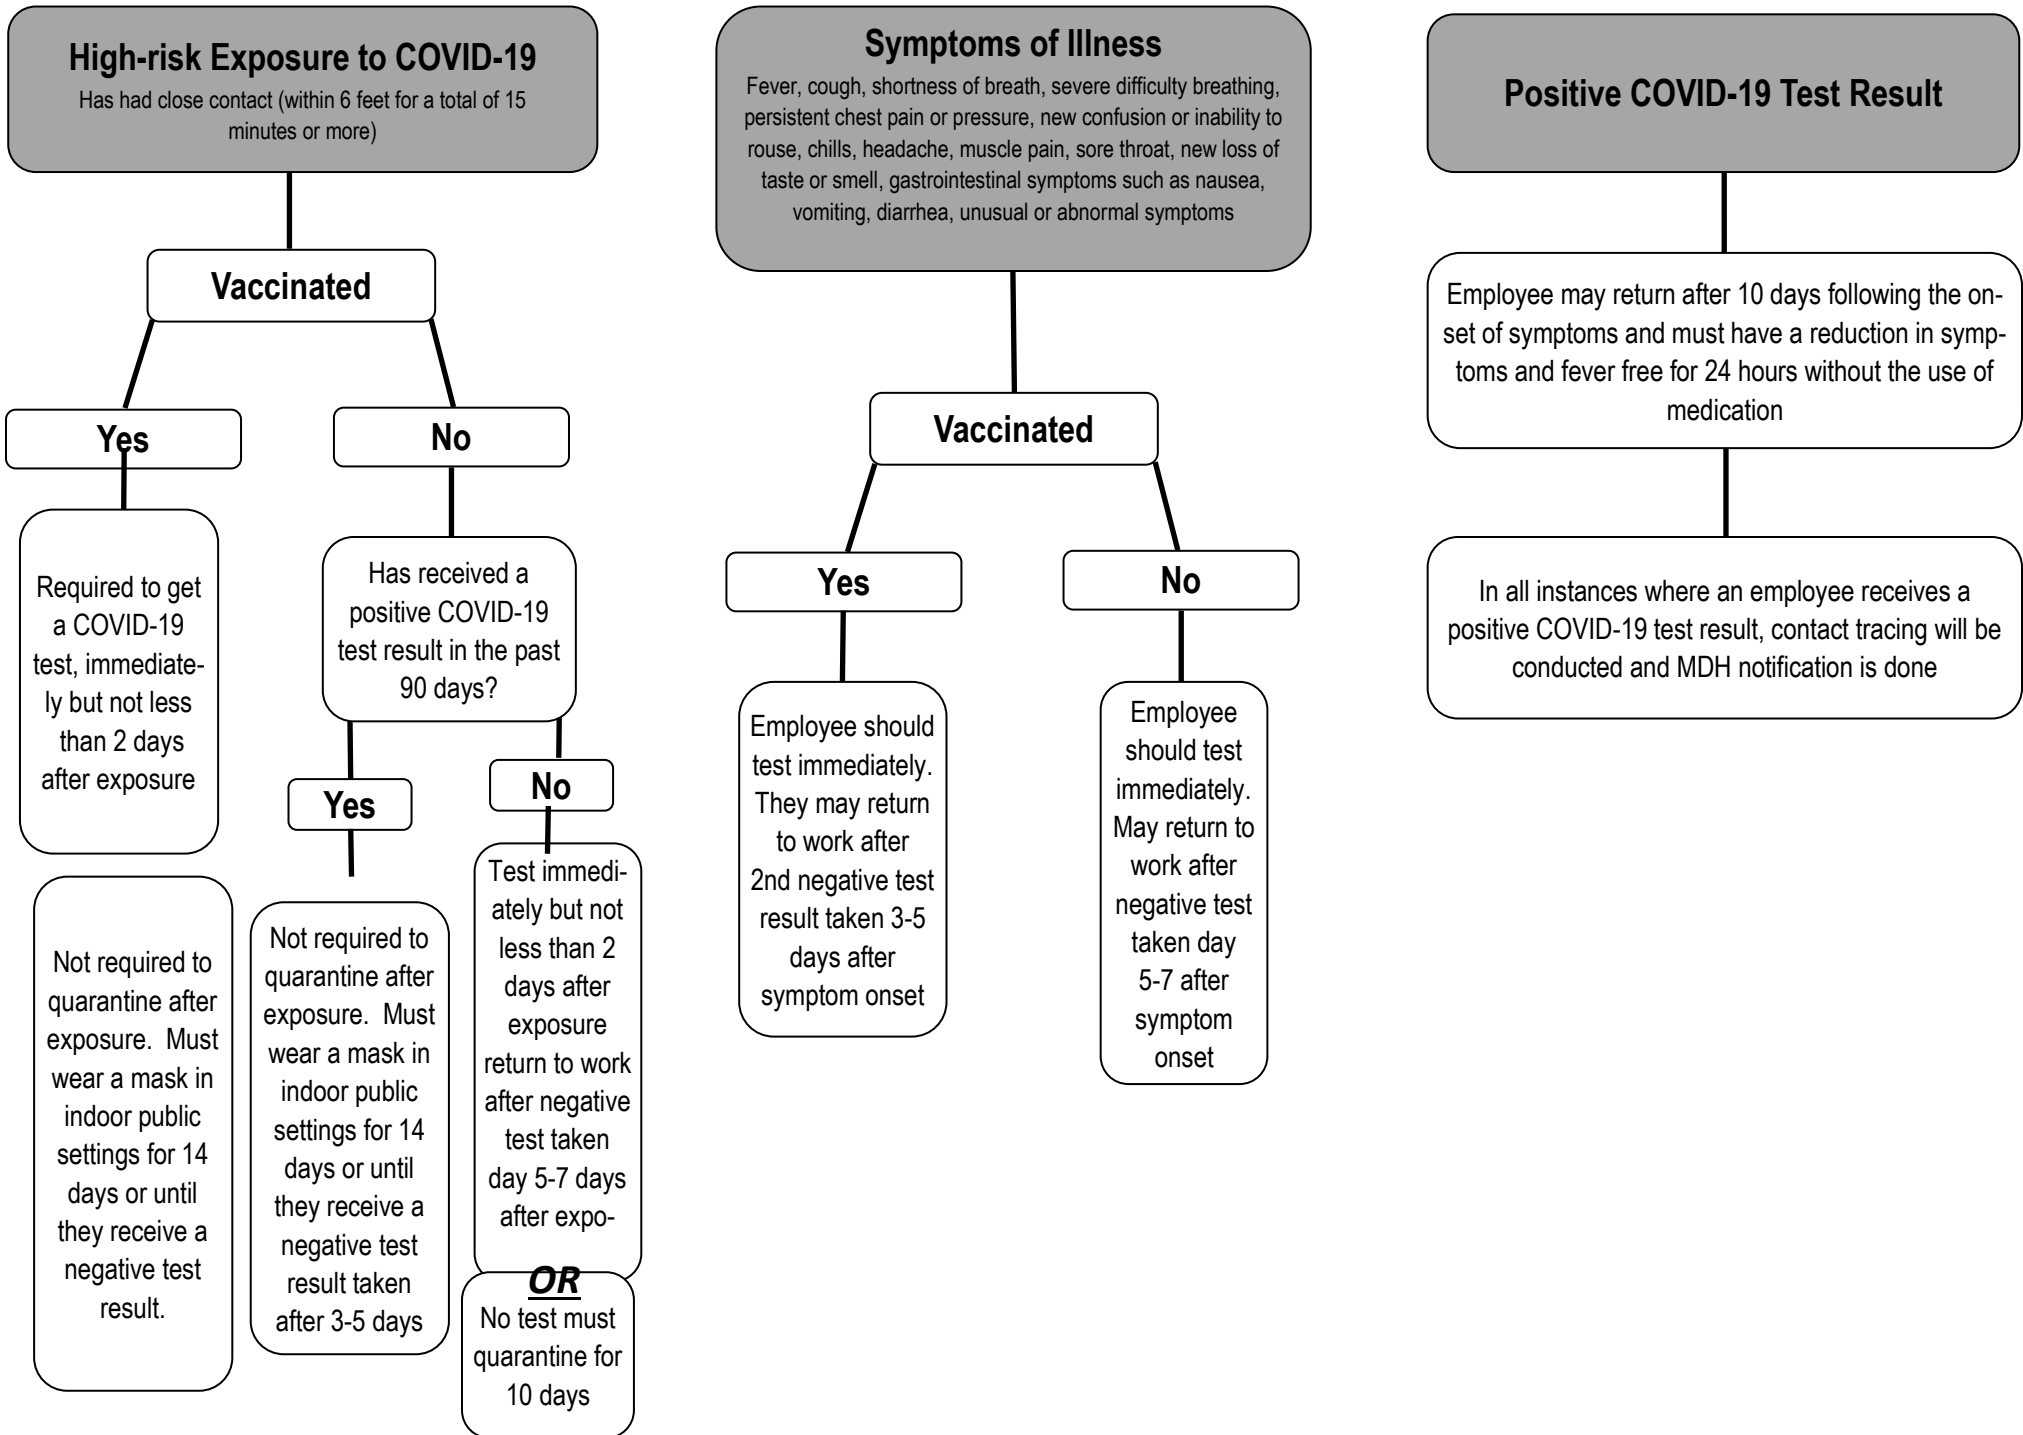 High-risk Exposure to COVID-19
Has had close contact (within 6 feet for a total of 15
minutes or more)
Vaccinated
Yes
No
Required to get
a COVID-19
test, immediate-
ly but not less
than 2 days
after exposure
Not required to
quarantine after
exposure.  Must
wear a mask in
indoor public
settings for 14
days or until
they receive a
negative test
result.
Has received a
positive COVID-19
test result in the past
90 days?
Yes
No
Not required to
quarantine after
exposure.  Must
wear a mask in
indoor public
settings for 14
days or until
they receive a
negative test
result taken
after 3-5 days
Test immedi-
ately but not
less than 2
days after
exposure
return to work
after negative
test taken
day 5-7 days
after expo-
OR
No test must
quarantine for
10 days
Symptoms of Illness
Fever, cough, shortness of breath, severe difficulty breathing,
persistent chest pain or pressure, new confusion or inability to
rouse, chills, headache, muscle pain, sore throat, new loss of
taste or smell, gastrointestinal symptoms such as nausea,
vomiting, diarrhea, unusual or abnormal symptoms
Vaccinated
Yes
No
Employee should
test immediately.
They may return
to work after
2nd negative test
result taken 3-5
days after
symptom onset
Employee
should test
immediately.
May return to
work after
negative test
taken day
5-7 after
symptom
onset
Positive COVID-19 Test Result
Employee may return after 10 days following the on-
set of symptoms and must have a reduction in symp-
toms and fever free for 24 hours without the use of
medication
In all instances where an employee receives a
positive COVID-19 test result, contact tracing will be
conducted and MDH notification is done